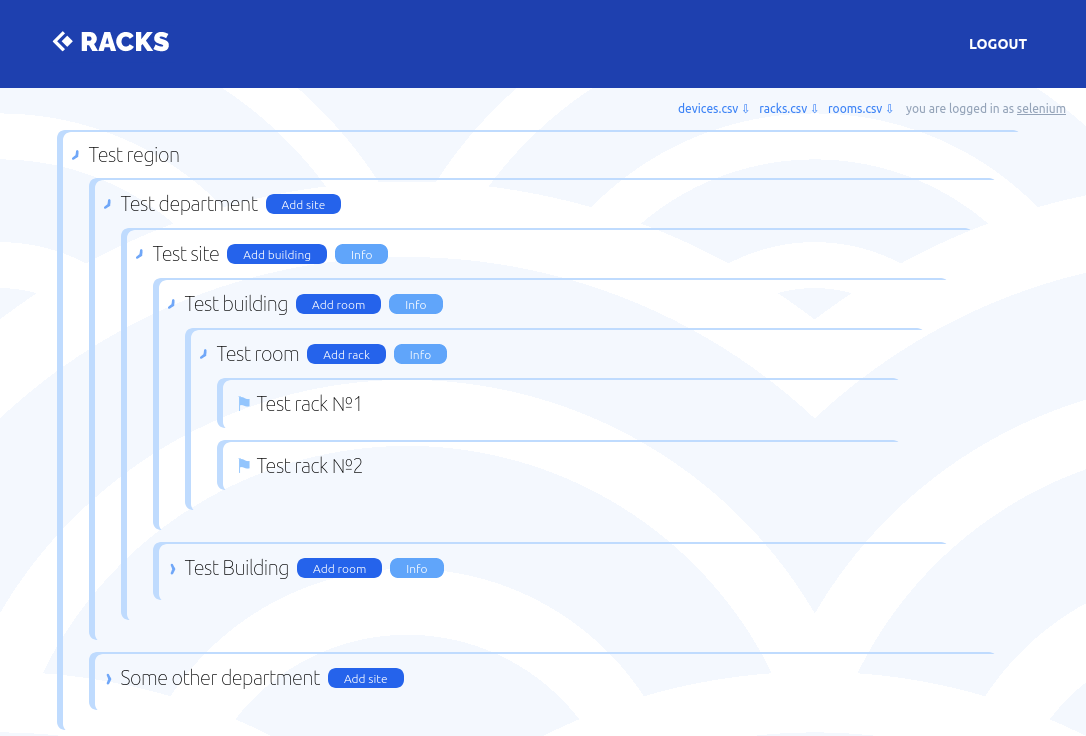 RACKS
LOGOUT
devices.csv ⇩ racks.csv ⇩ rooms.csv ⇩ you are logged in as selenium
Test region
Test department Add site
Test site Add building Info
Test building Add room Info
Test room Add rack Info
Test rack №1
Test rack №2
Test Building Add room Info
Some other department Add site